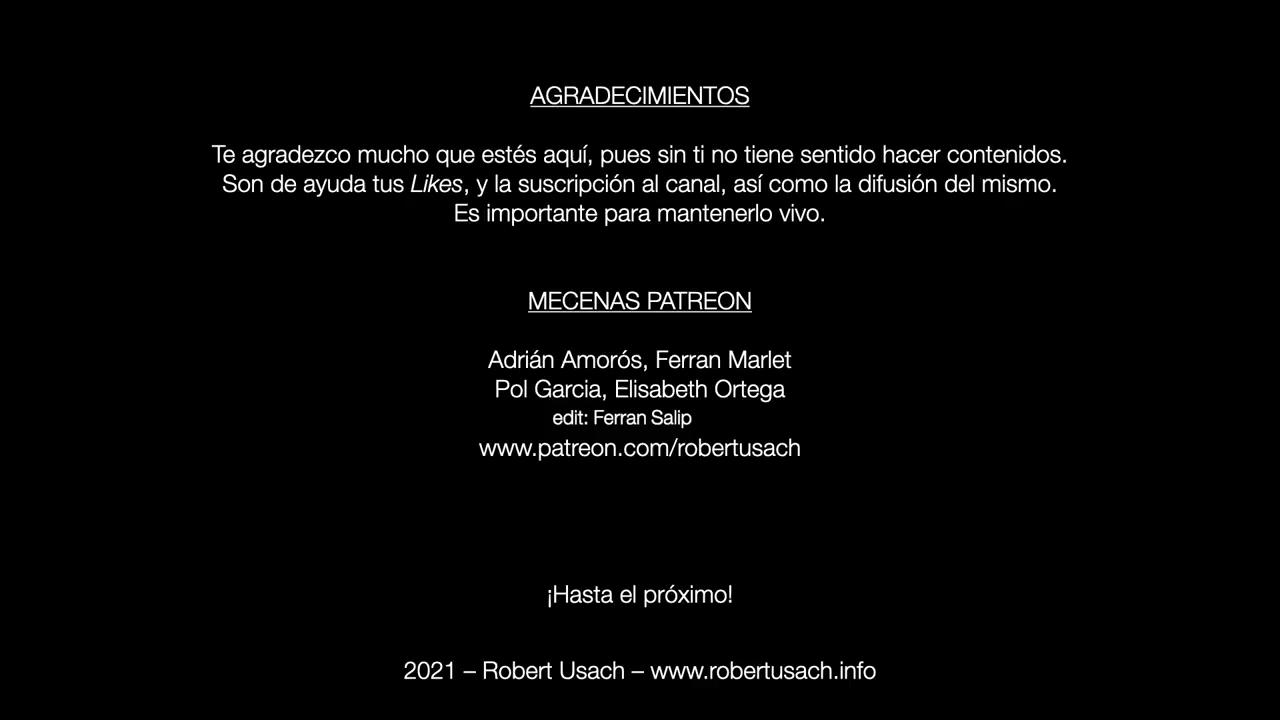 AGRADECIMIENTOS
Te agradezco mucho que estés aquí, pues sin ti no tiene sentido hacer contenidos.
Son de ayuda tus Likes, y la suscripción al canal, así como la difusión del mismo.
Es importante para mantenerlo vivo.
MECENAS PATREON
Adrián Amorós, Ferran Marlet
Pol Garcia, Elisabeth Ortega
edit: Ferran Salip
www.patreon.com/robertusach
¡Hasta el próximo!
2021 – Robert Usach – www.robertusach.info